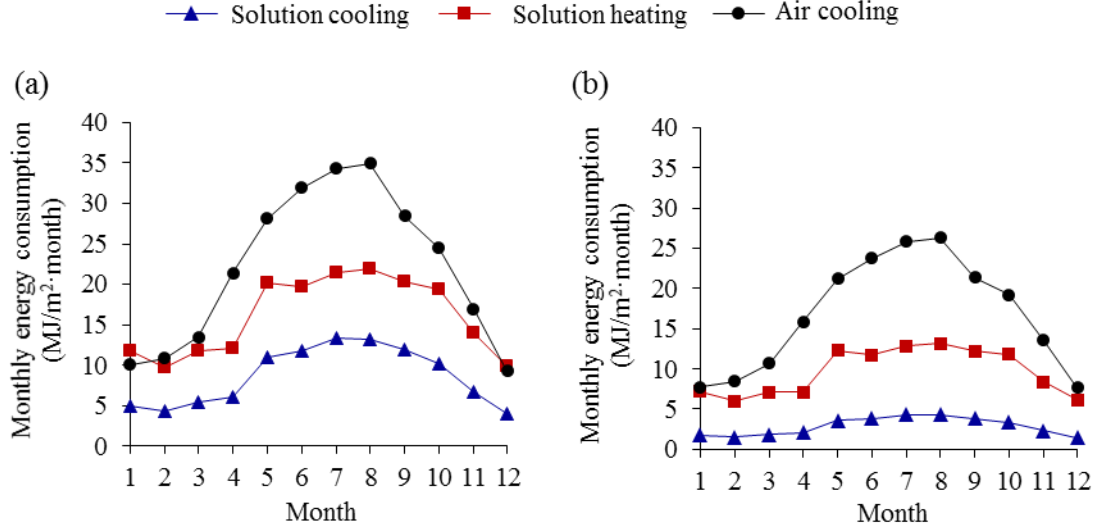 Solution cooling Solution heating Air cooling
(a)
Monthly energy consumption
(MJ/m²·month)
40
35
30
25
20
15
10
5
0
1 2 3 4 5 6 7 8 9 10 11 12
Month
(b)
Monthly energy consumption
(MJ/m²·month)
40
35
30
25
20
15
10
5
0
1 2 3 4 5 6 7 8 9 10 11 12
Month